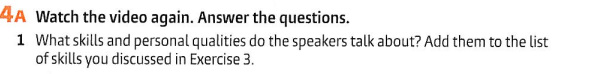 4A Watch the video again. Answer the questions.
1 What skills and personal qualities do the speakers talk about? Add them to the list
of skills you discussed in Exercise 3.